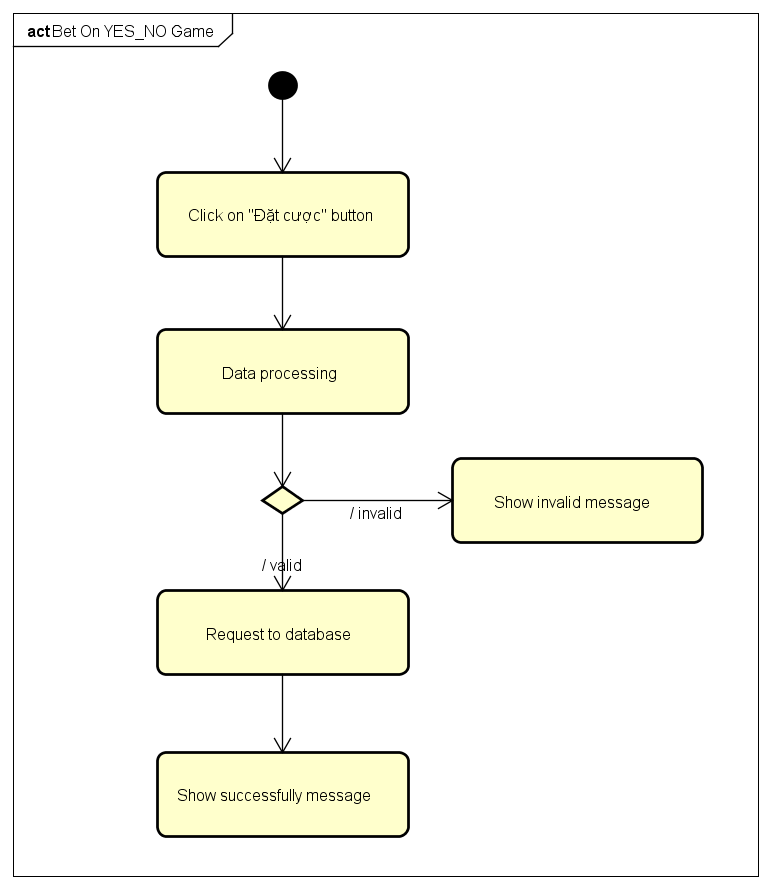 act Bet On YES_NO Game
Click on "Đặt cược" button
Data processing
Show invalid message
/ invalid
/ valid
Request to database
Show successfully message